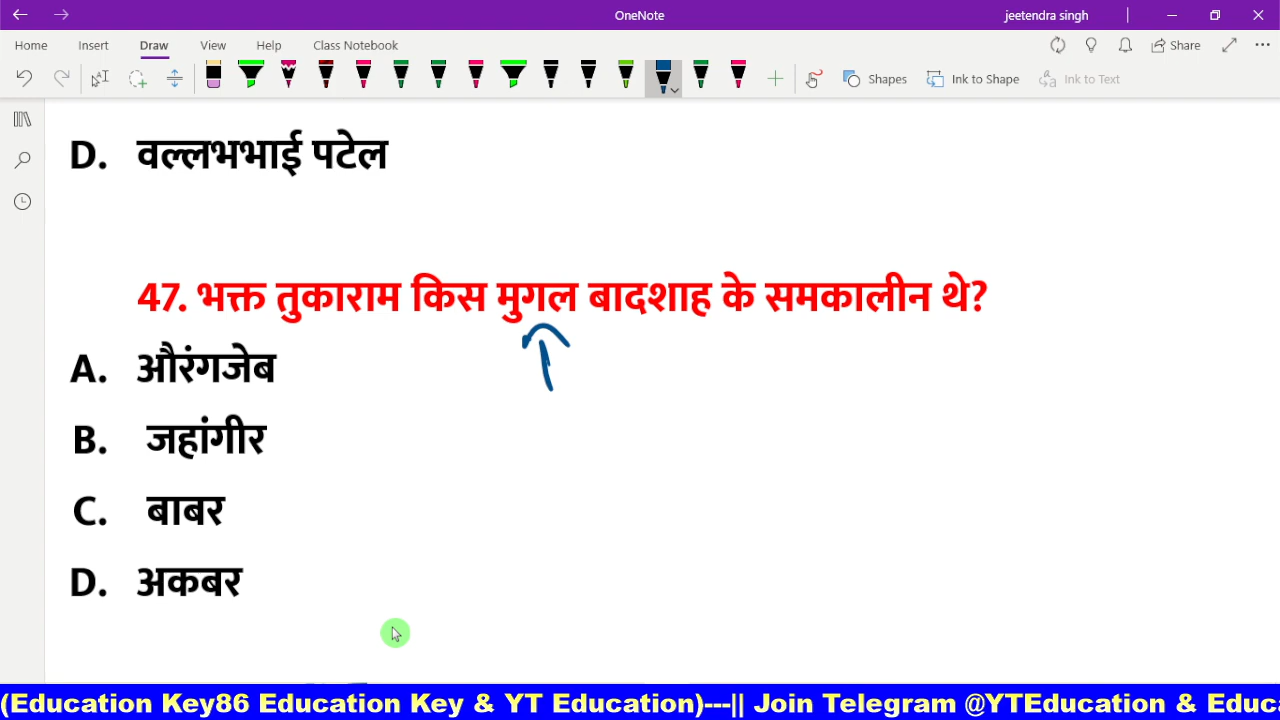 OneNote
jeetendra singh
Home Insert Draw View Help Class Notebook
Share
Shapes Ink to Shape Ink to Text
D. वल्लभभाई पटेल
47. भक्त तुकाराम किस मुगल बादशाह के समकालीन थे?
A. औरंगजेब
B. जहांगीर
C. बाबर
D. अकबर
(Education Key86 Education Key & YT Education)---|| Join Telegram @YTEducation & Educa